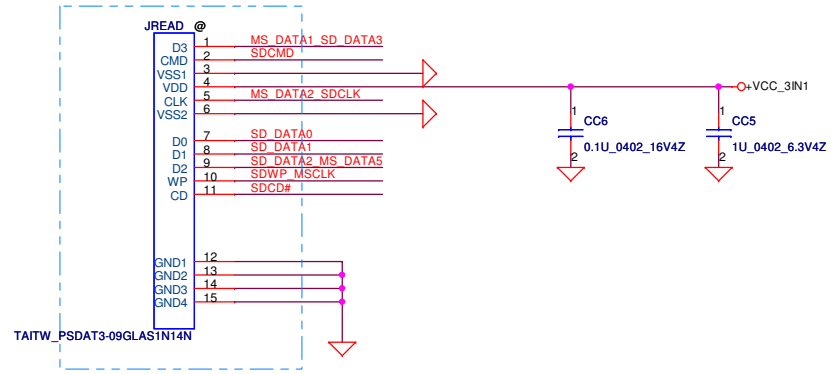 JREAD @
D3 1 MS_DATA1_SD_DATA3
CMD 2 SDCMD
VSS1 3
VDD 4 +VCC_3IN1
CLK 5 MS_DATA2_SDCLK
VSS2 6
1 CC6 2 0.1U_0402_16V4Z
1 CC5 2 1U_0402_6.3V4Z
D0 7 SD_DATA0
D1 8 SD_DATA1
D2 9 SD_DATA2_MS_DATA5
WP 10 SDWP_MSCLK
CD 11 SDCD#
GND1 12
GND2 13
GND3 14
GND4 15
TAITW_PSDAT3-09GLAS1N14N